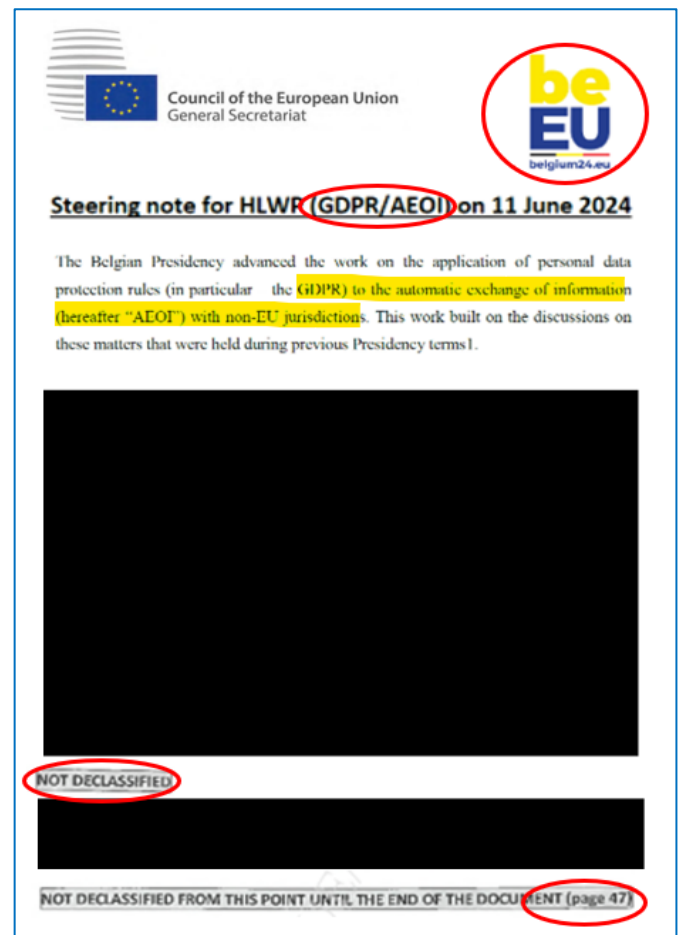 Council of the European Union
General Secretariat
be
EU
belgium24.eu
Steering note for HLWP (GDPR/AEOI) on 11 June 2024
The Belgian Presidency advanced the work on the application of personal data
protection rules (in particular the GDPR) to the automatic exchange of information
(hereafter “AEOI”) with non-EU jurisdictions. This work built on the discussions on
these matters that were held during previous Presidency terms1.
NOT DECLASSIFIED
NOT DECLASSIFIED FROM THIS POINT UNTIL THE END OF THE DOCUMENT (page 47)